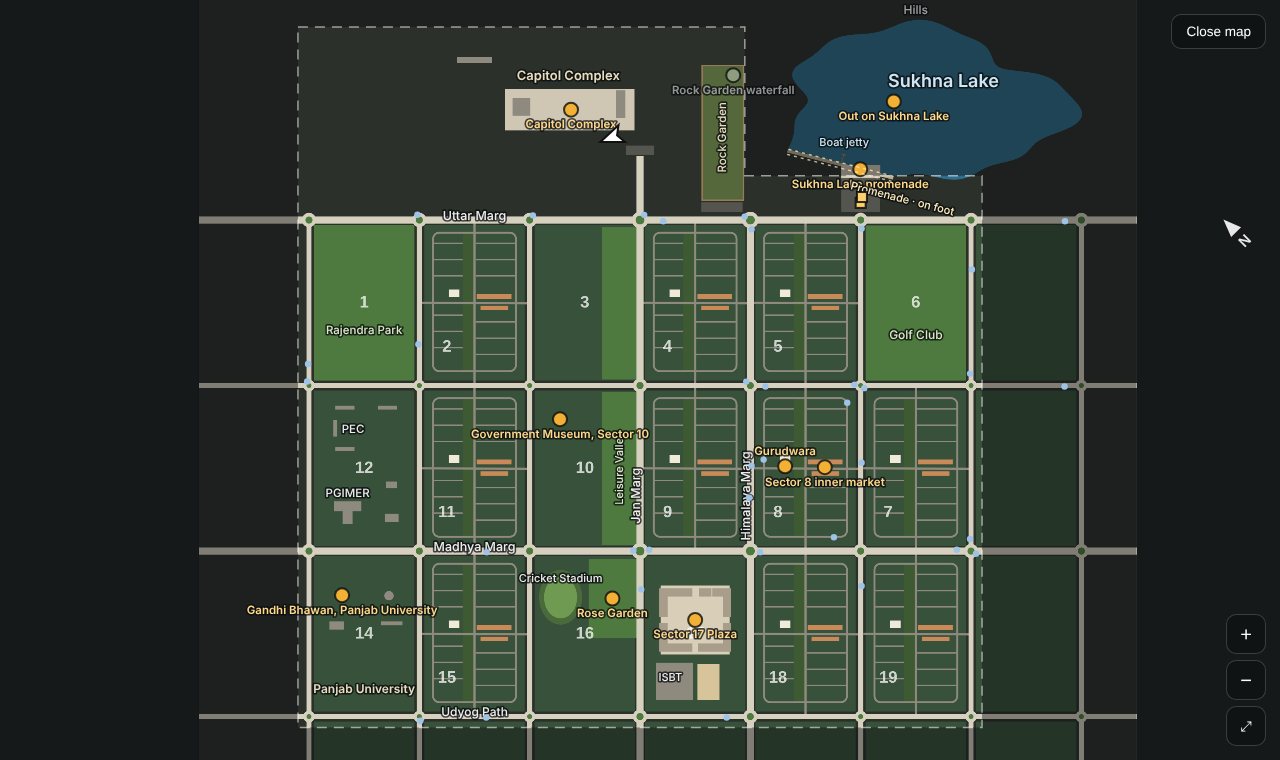 Hills
Close map
Capitol Complex
Sukhna Lake
Rock Garden waterfall
Capitol Complex
Out on Sukhna Lake
Rock Garden
Boat jetty
Sukhna Lake promenade
Promenade · on foot
Uttar Marg
N
1
Rajendra Park
2
3
4
5
6
Golf Club
PEC
12
PGIMER
11
Government Museum, Sector 10
10
Leisure Valley
Jan Marg
9
Himalaya Marg
Gurudwara
Sector 8 inner market
8
7
Madhya Marg
Cricket Stadium
Gandhi Bhawan, Panjab University
14
Panjab University
15
Rose Garden
16
Sector 17 Plaza
ISBT
18
19
Udyog Path
+
−